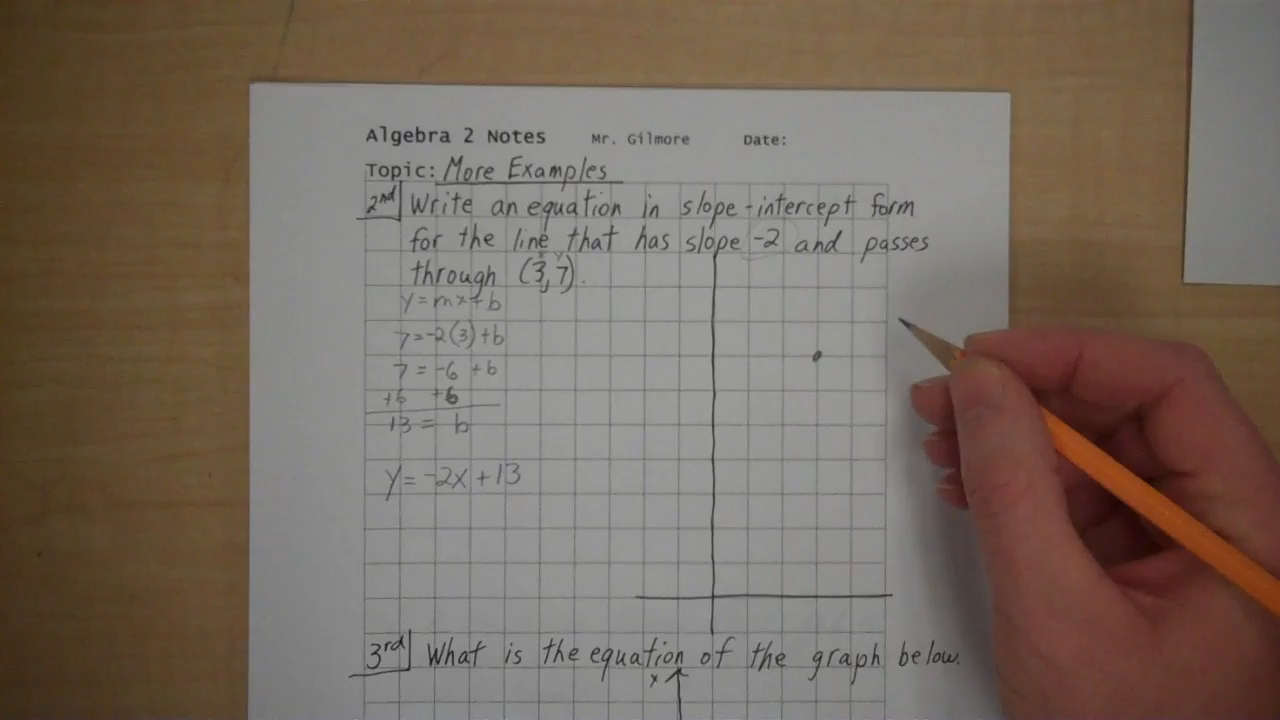 Algebra 2 Notes Mr. Gilmore Date:
Topic: More Examples
2nd Write an equation in slope-intercept form
for the line that has slope -2 and passes
through (3,7).
x y
y=mx+b
7=-2(3)+b
7 = -6 +b
+6 +6
13 = b
y=-2x+13
3rd What is the equation of the graph below.
x